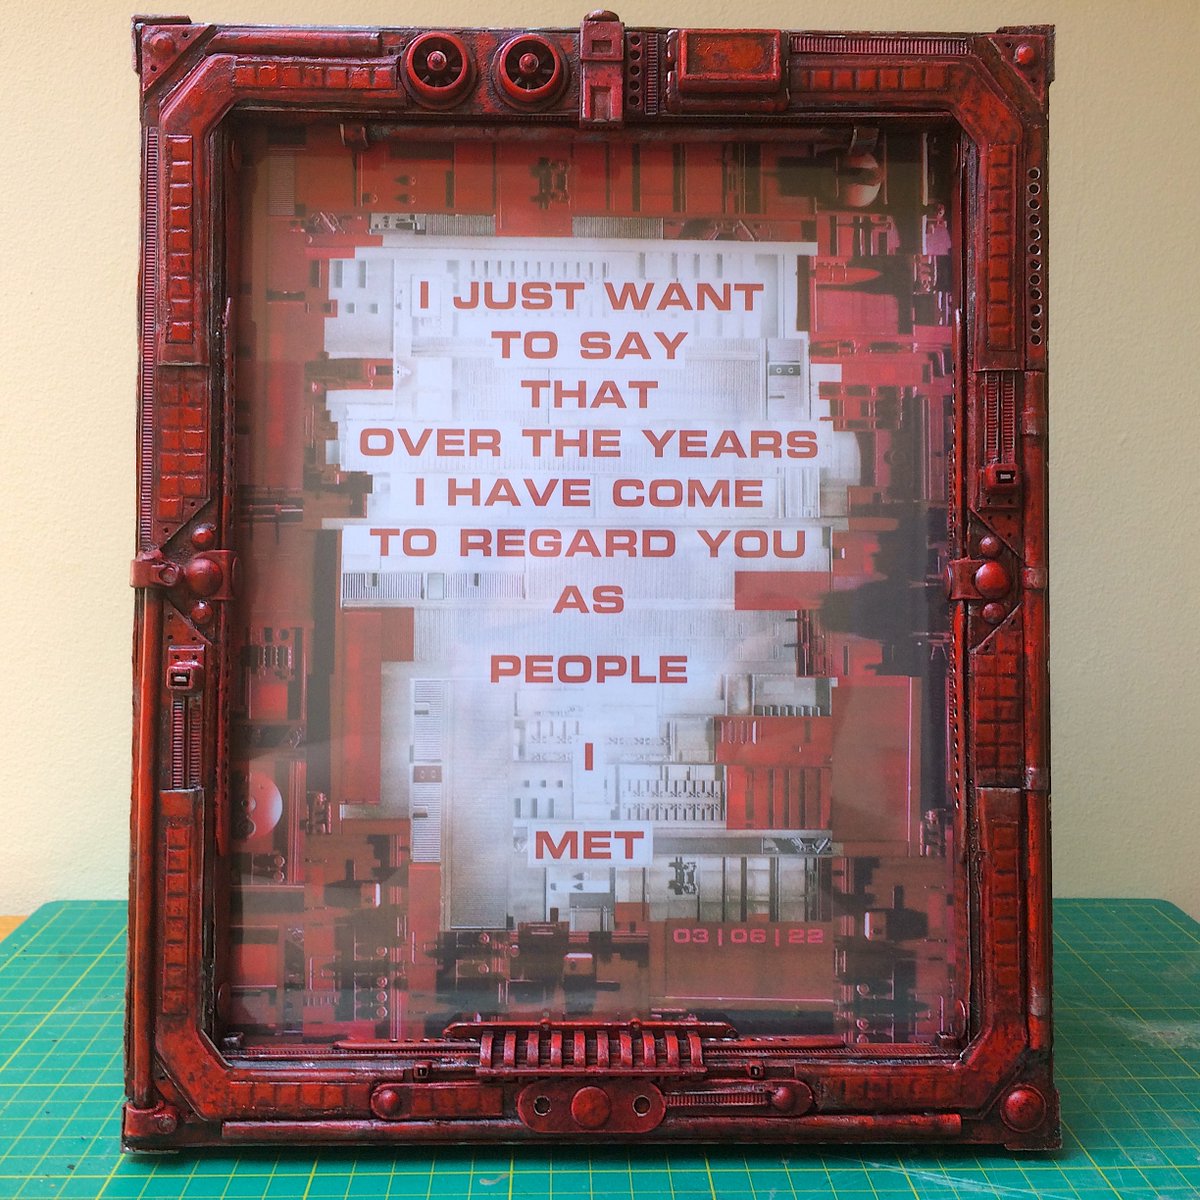 I JUST WANT
TO SAY
THAT
OVER THE YEARS
I HAVE COME
TO REGARD YOU
AS
PEOPLE
I
MET
03 | 06 | 22